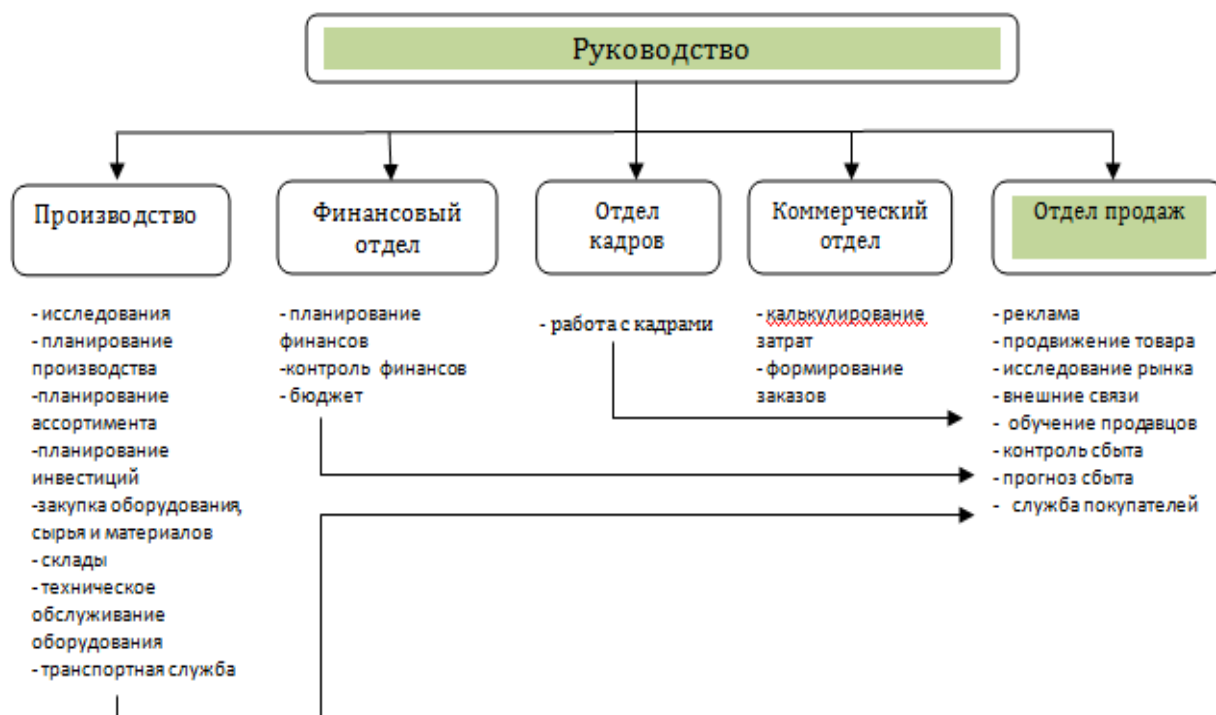 Руководство
Производство
Финансовый
отдел
Отдел
кадров
Коммерческий
отдел
Отдел продаж
- исследования
- планирование
производства
-планирование
ассортимента
-планирование
инвестиций
-закупка оборудования,
сырья и материалов
- склады
- техническое
обслуживание
оборудования
- транспортная служба
- планирование
финансов
-контроль финансов
- бюджет
- работа с кадрами
- калькулирование
затрат
- формирование
заказов
- реклама
- продвижение товара
- исследование рынка
- внешние связи
- обучение продавцов
- контроль сбыта
- прогноз сбыта
- служба покупателей